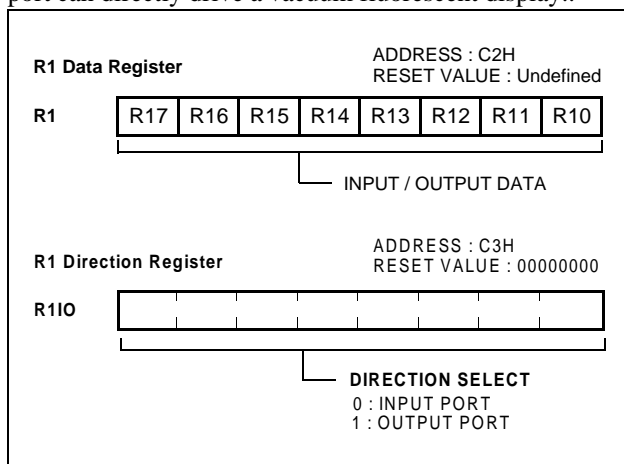 port can directly drive a vacuum fluorescent display..
R1 Data Register
ADDRESS : C2H
RESET VALUE : Undefined
R1
R17 R16 R15 R14 R13 R12 R11 R10
INPUT / OUTPUT DATA
R1 Direction Register
ADDRESS : C3H
RESET VALUE : 00000000
R1IO
DIRECTION SELECT
0 : INPUT PORT
1 : OUTPUT PORT